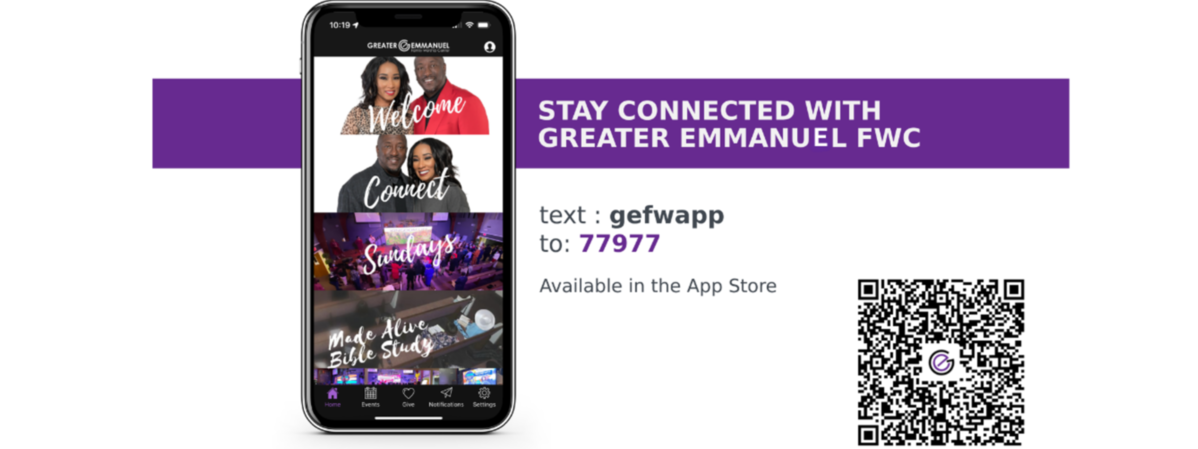 10:19
GREATER EMMANUEL
Welcome
Connect
Sundays
Made Alive
Bible Study
Home Events Give Notifications Settings
STAY CONNECTED WITH
GREATER EMMANUEL FWC
text : gefwapp
to: 77977
Available in the App Store